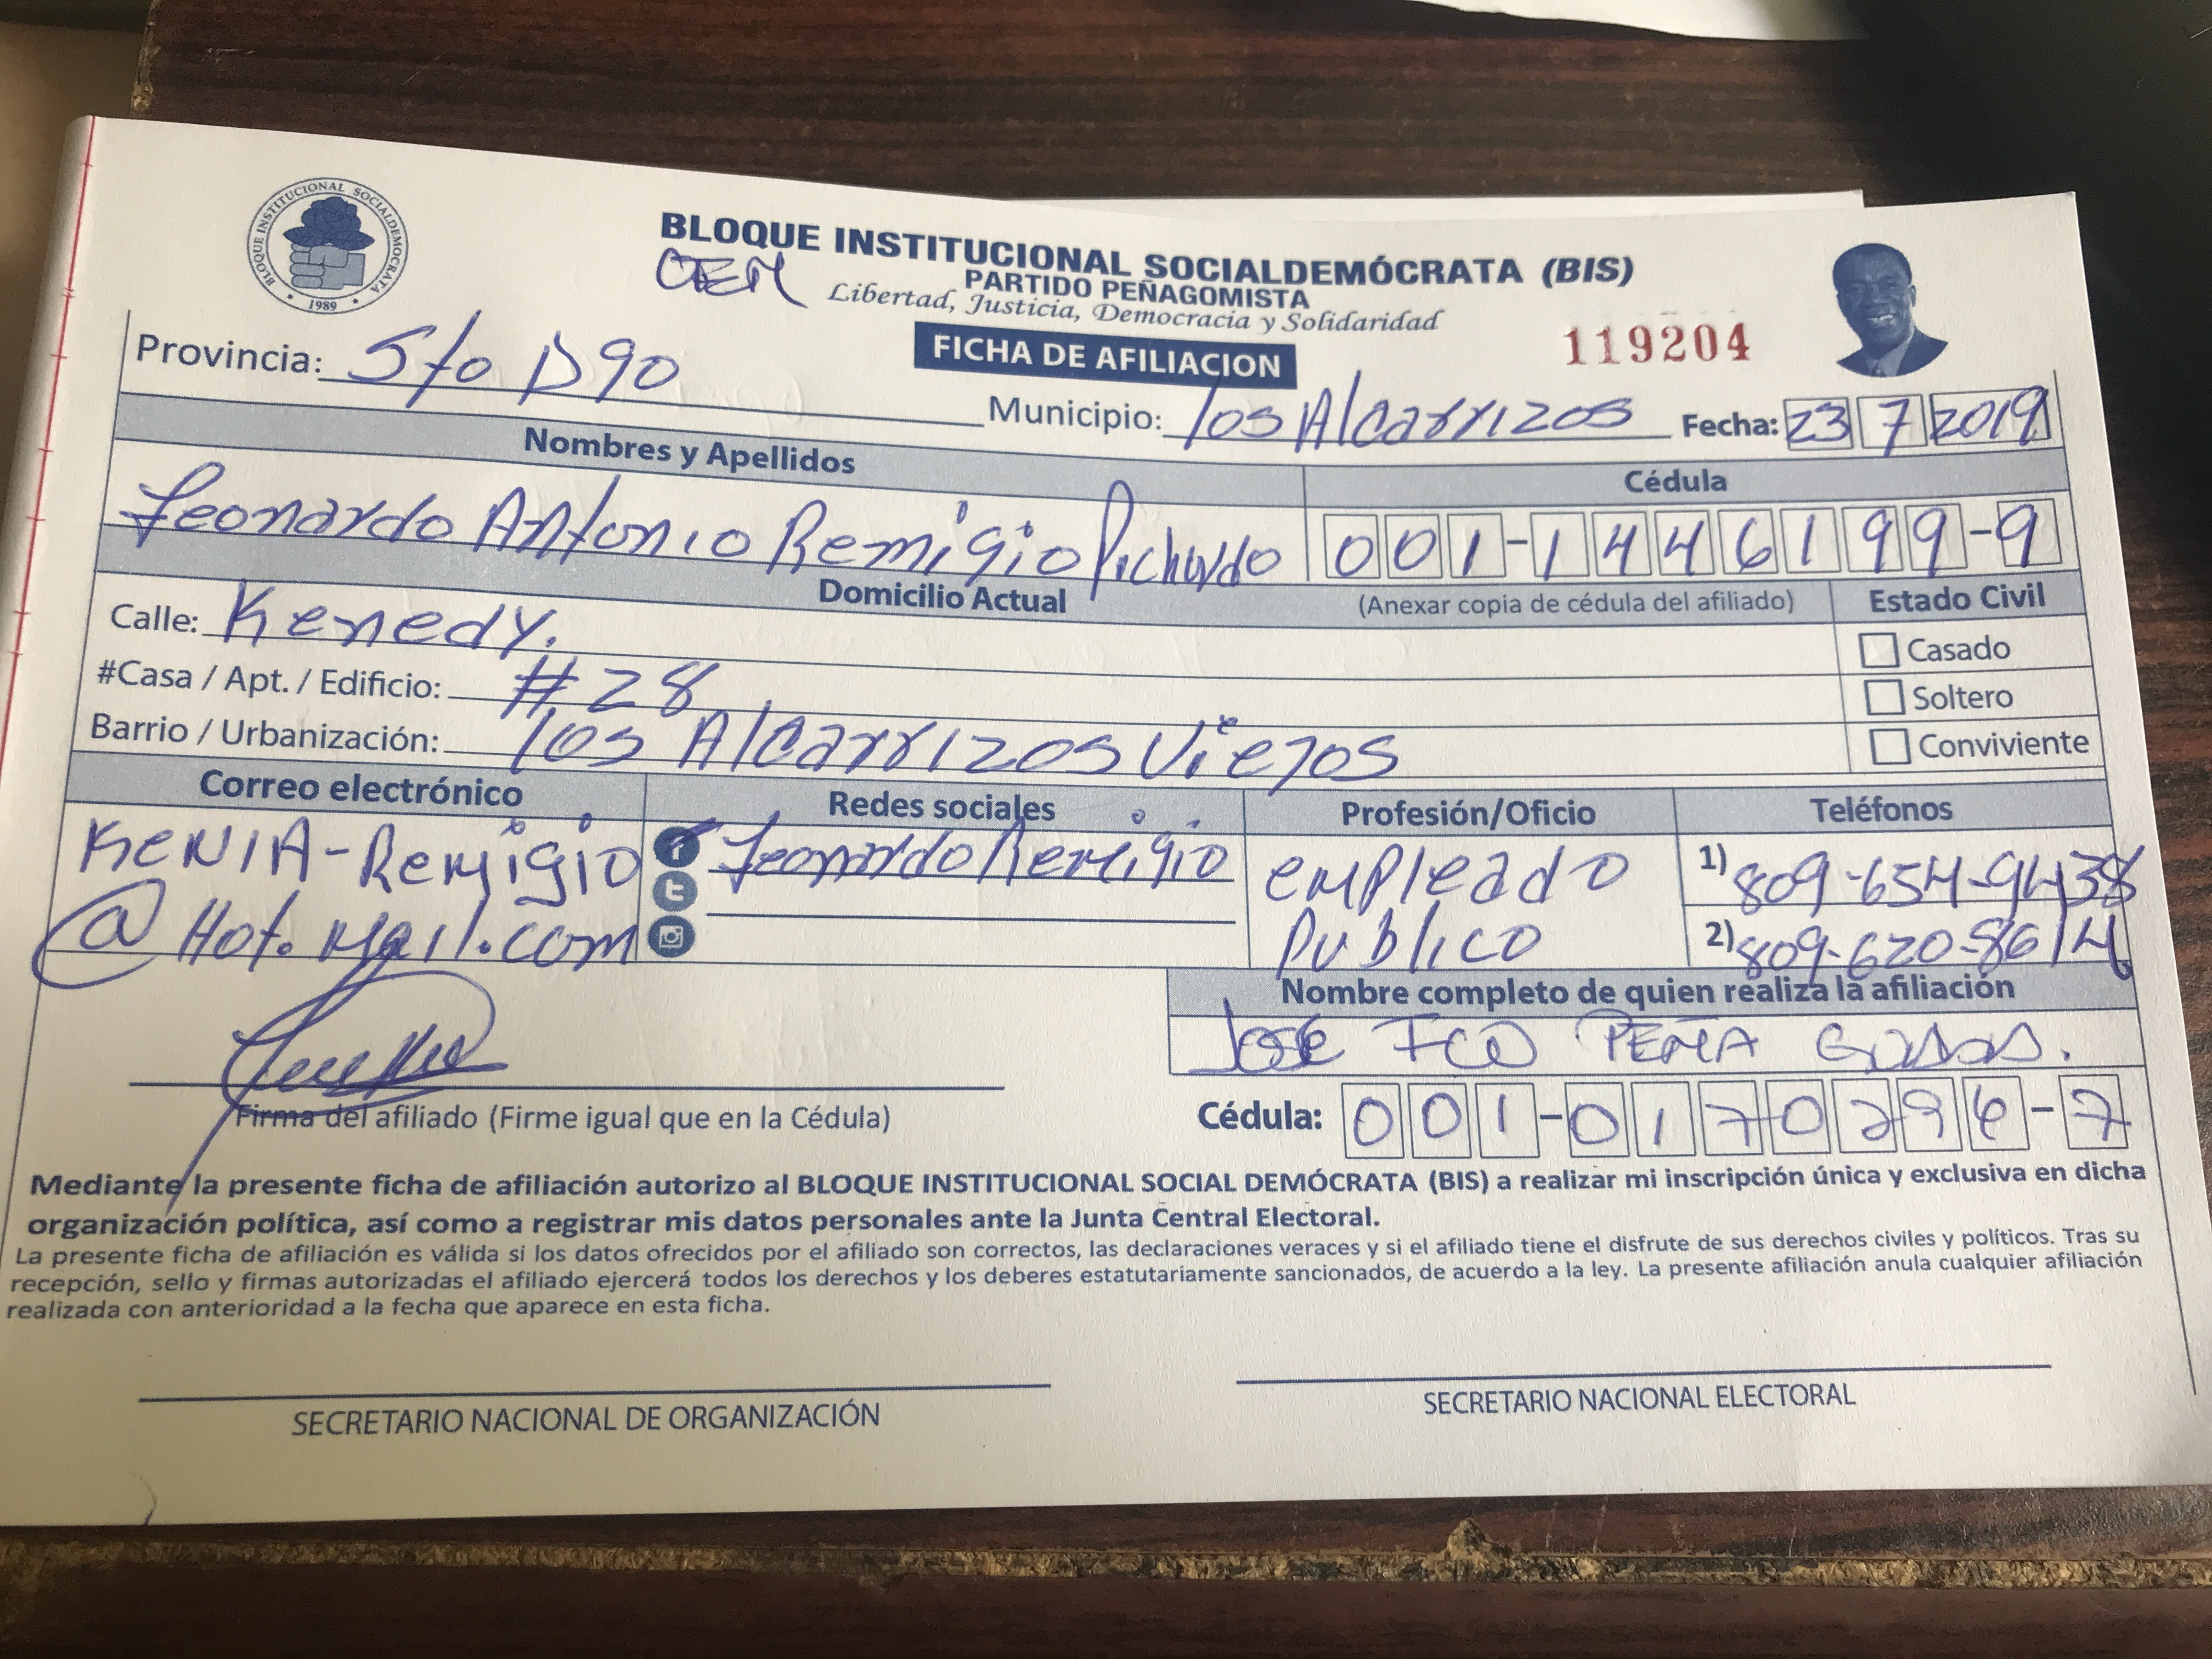 BLOQUE INSTITUCIONAL SOCIALDEMOCRATA
1989
BLOQUE INSTITUCIONAL SOCIALDEMÓCRATA (BIS)
PARTIDO PEÑAGOMISTA
CEN
Libertad, Justicia, Democracia y Solidaridad
FICHA DE AFILIACION
119204
Provincia: Sto Dgo
Municipio: los Alcarrizos Fecha: 23 7 2019
Nombres y Apellidos Cédula
Leonardo Antonio Remigio Pichardo 001-1446199-9
Domicilio Actual (Anexar copia de cédula del afiliado) Estado Civil
Calle: Kenedy. Casado
#Casa / Apt. / Edificio: #28 Soltero
Barrio / Urbanización: los Alcarrizos Viejos Conviviente
Correo electrónico Redes sociales Profesión/Oficio Teléfonos
KENIA-Remigio Leonardo Remigio empleado 1) 809-654-9438
@Hot.mail.com Publico 2) 809-620-8614
Nombre completo de quien realiza la afiliación
José Fco PEÑA
Firma del afiliado (Firme igual que en la Cédula) Cédula: 001-0170296-7
Mediante la presente ficha de afiliación autorizo al BLOQUE INSTITUCIONAL SOCIAL DEMÓCRATA (BIS) a realizar mi inscripción única y exclusiva en dicha
organización política, así como a registrar mis datos personales ante la Junta Central Electoral.
La presente ficha de afiliación es válida si los datos ofrecidos por el afiliado son correctos, las declaraciones veraces y si el afiliado tiene el disfrute de sus derechos civiles y políticos. Tras su
recepción, sello y firmas autorizadas el afiliado ejercerá todos los derechos y los deberes estatutariamente sancionados, de acuerdo a la ley. La presente afiliación anula cualquier afiliación
realizada con anterioridad a la fecha que aparece en esta ficha.
SECRETARIO NACIONAL DE ORGANIZACIÓN SECRETARIO NACIONAL ELECTORAL